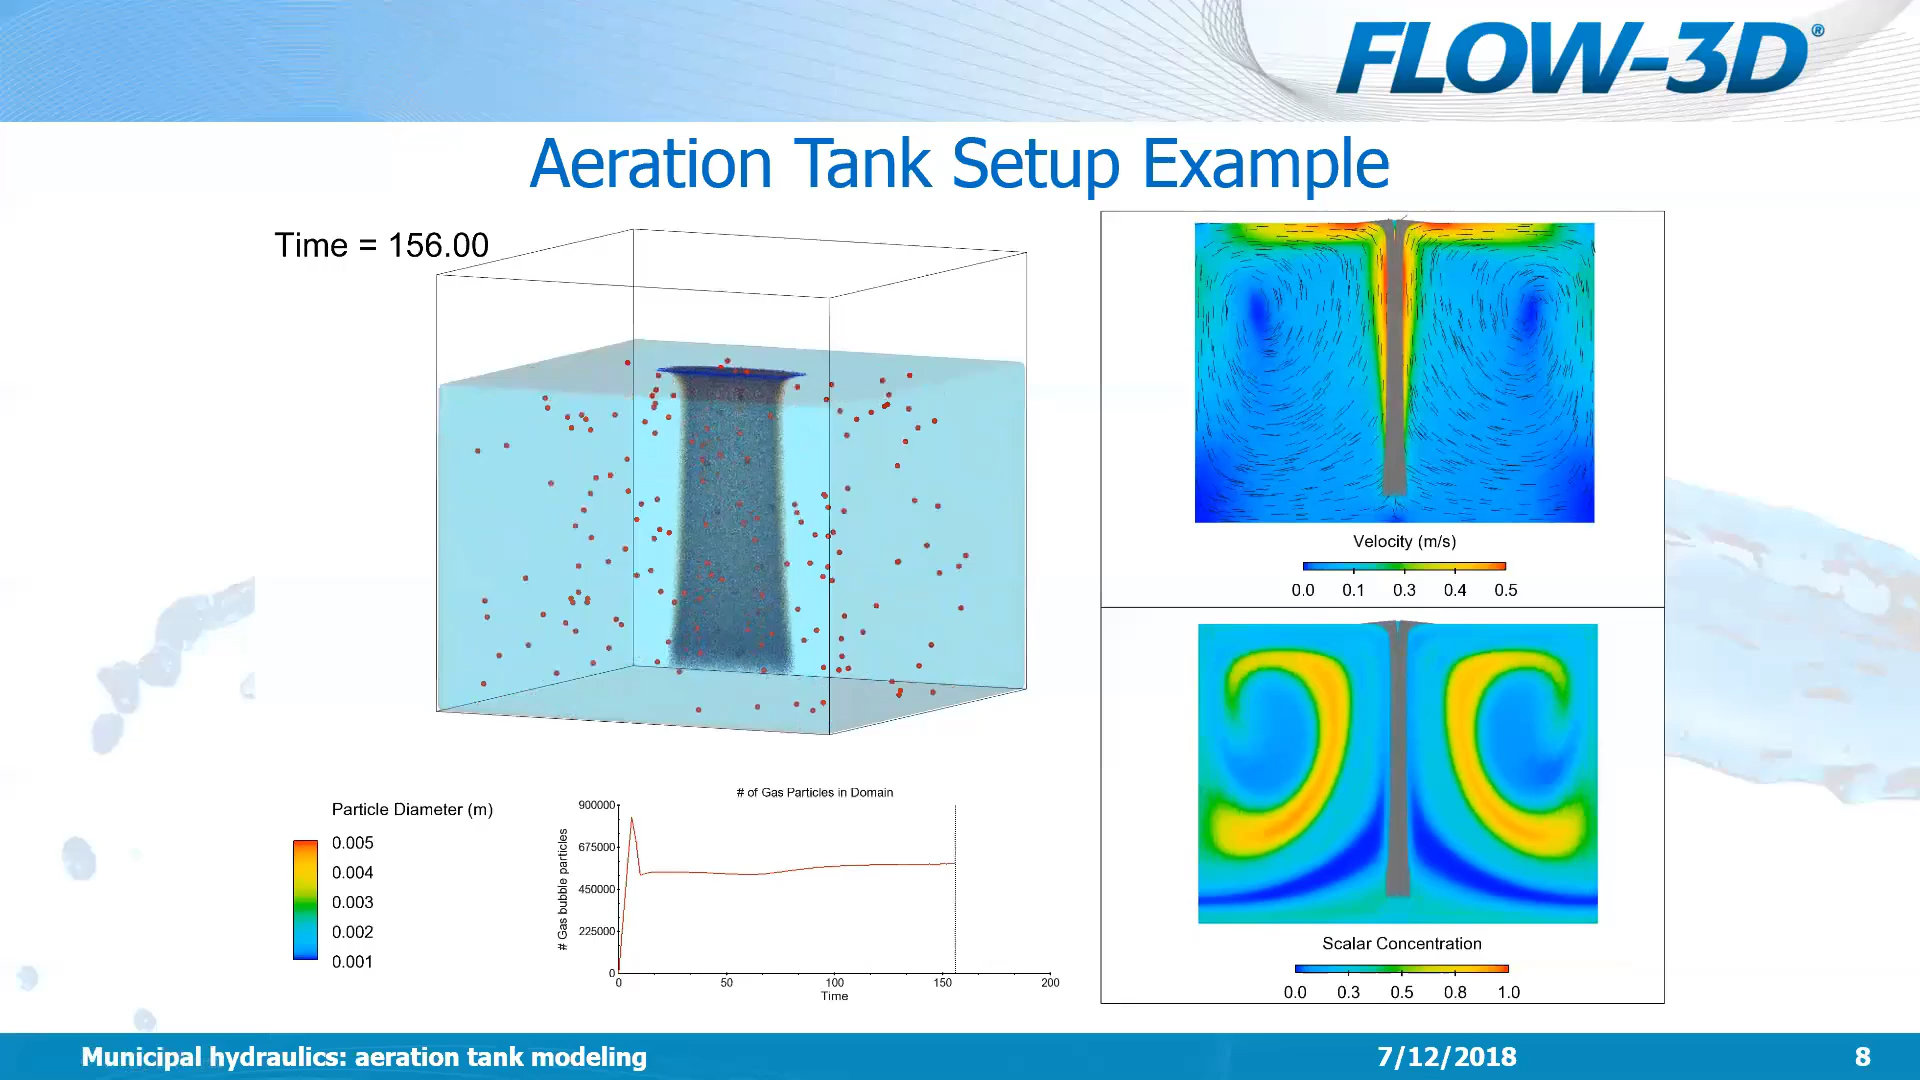 FLOW-3D®
Aeration Tank Setup Example
Time = 156.00
Velocity (m/s)
0.0 0.1 0.3 0.4 0.5
Particle Diameter (m)
0.005
0.004
0.003
0.002
0.001
# of Gas Particles in Domain
# Gas bubble particles
900000
675000
450000
225000
0
0 50 100 150 200
Time
Scalar Concentration
0.0 0.3 0.5 0.8 1.0
Municipal hydraulics: aeration tank modeling 7/12/2018 8